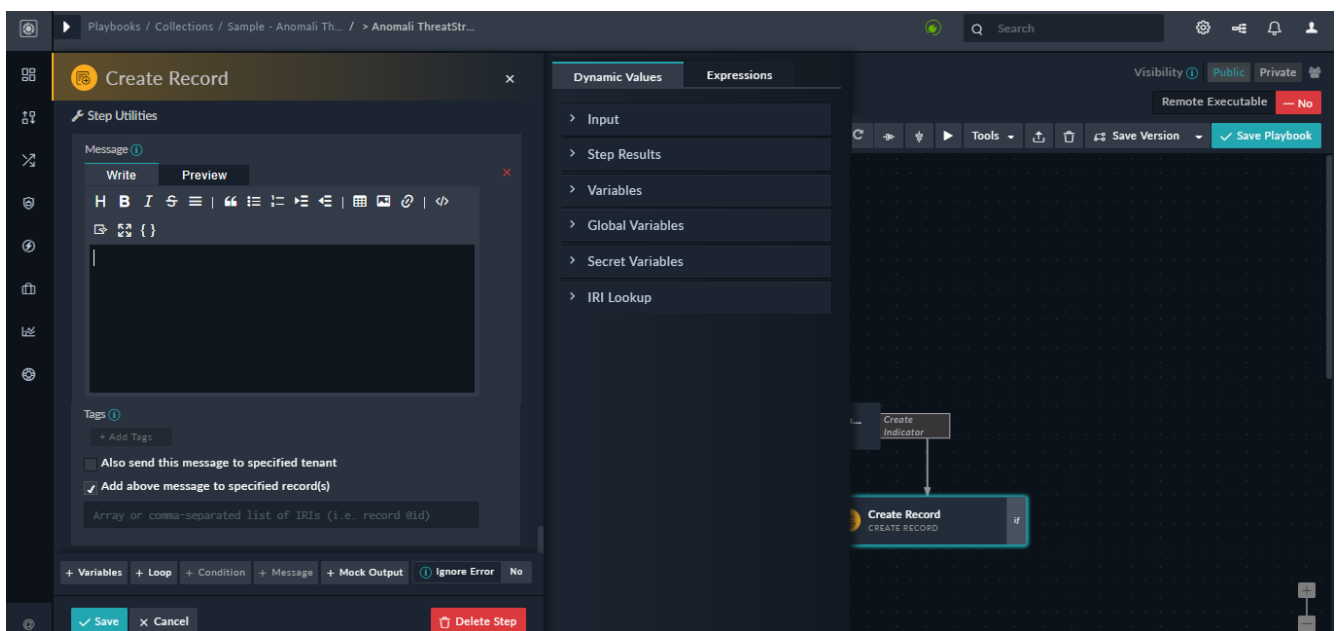 Playbooks / Collections / Sample - Anomali Th... / > Anomali ThreatStr...
Search
Create Record
×
Dynamic Values
Expressions
Visibility
Public
Private
Remote Executable
No
Step Utilities
Message
Write
Preview
Input
Step Results
Variables
Global Variables
Secret Variables
IRI Lookup
Tools
Save Version
Save Playbook
H B I S
{ }
Tags
+ Add Tags
Also send this message to specified tenant
Add above message to specified record(s)
Array or comma-separated list of IRIs (i.e. record @id)
Create
Indicator
Create Record
CREATE RECORD
if
+ Variables
+ Loop
+ Condition
+ Message
+ Mock Output
Ignore Error
No
Save
× Cancel
Delete Step
@